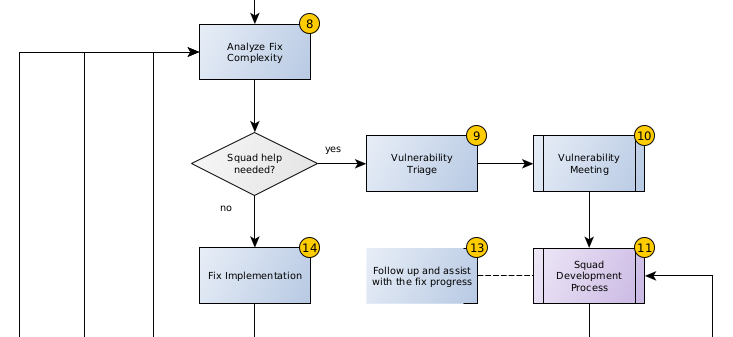 8
Analyze Fix
Complexity
Squad help
needed?
yes
9
Vulnerability
Triage
10
Vulnerability
Meeting
no
14
Fix Implementation
13
Follow up and assist
with the fix progress
11
Squad
Development
Process